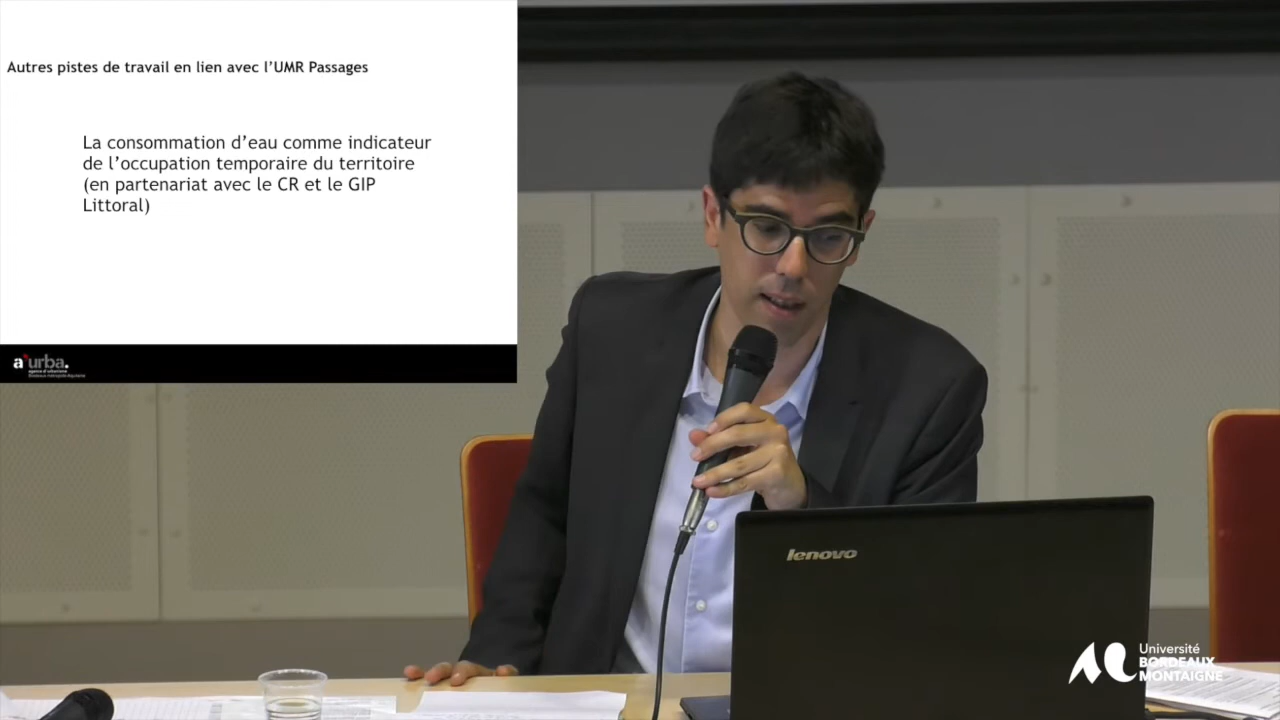 Autres pistes de travail en lien avec l'UMR Passages
La consommation d'eau comme indicateur
de l'occupation temporaire du territoire
(en partenariat avec le CR et le GIP
Littoral)
a'urba.
lenovo
Université
BORDEAUX
MONTAIGNE